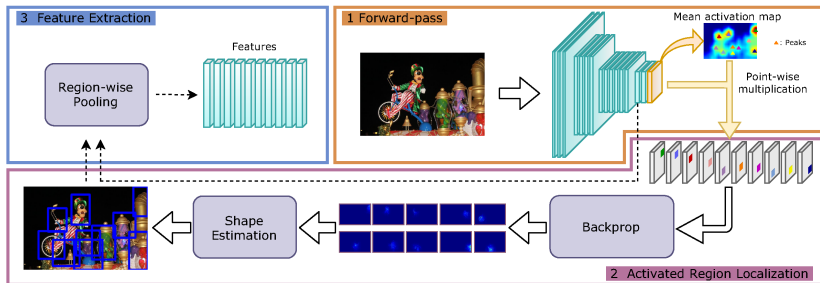 3 Feature Extraction
1 Forward-pass
Mean activation map
: Peaks
Features
Region-wise
Pooling
Point-wise
multiplication
Shape
Estimation
Backprop
2 Activated Region Localization